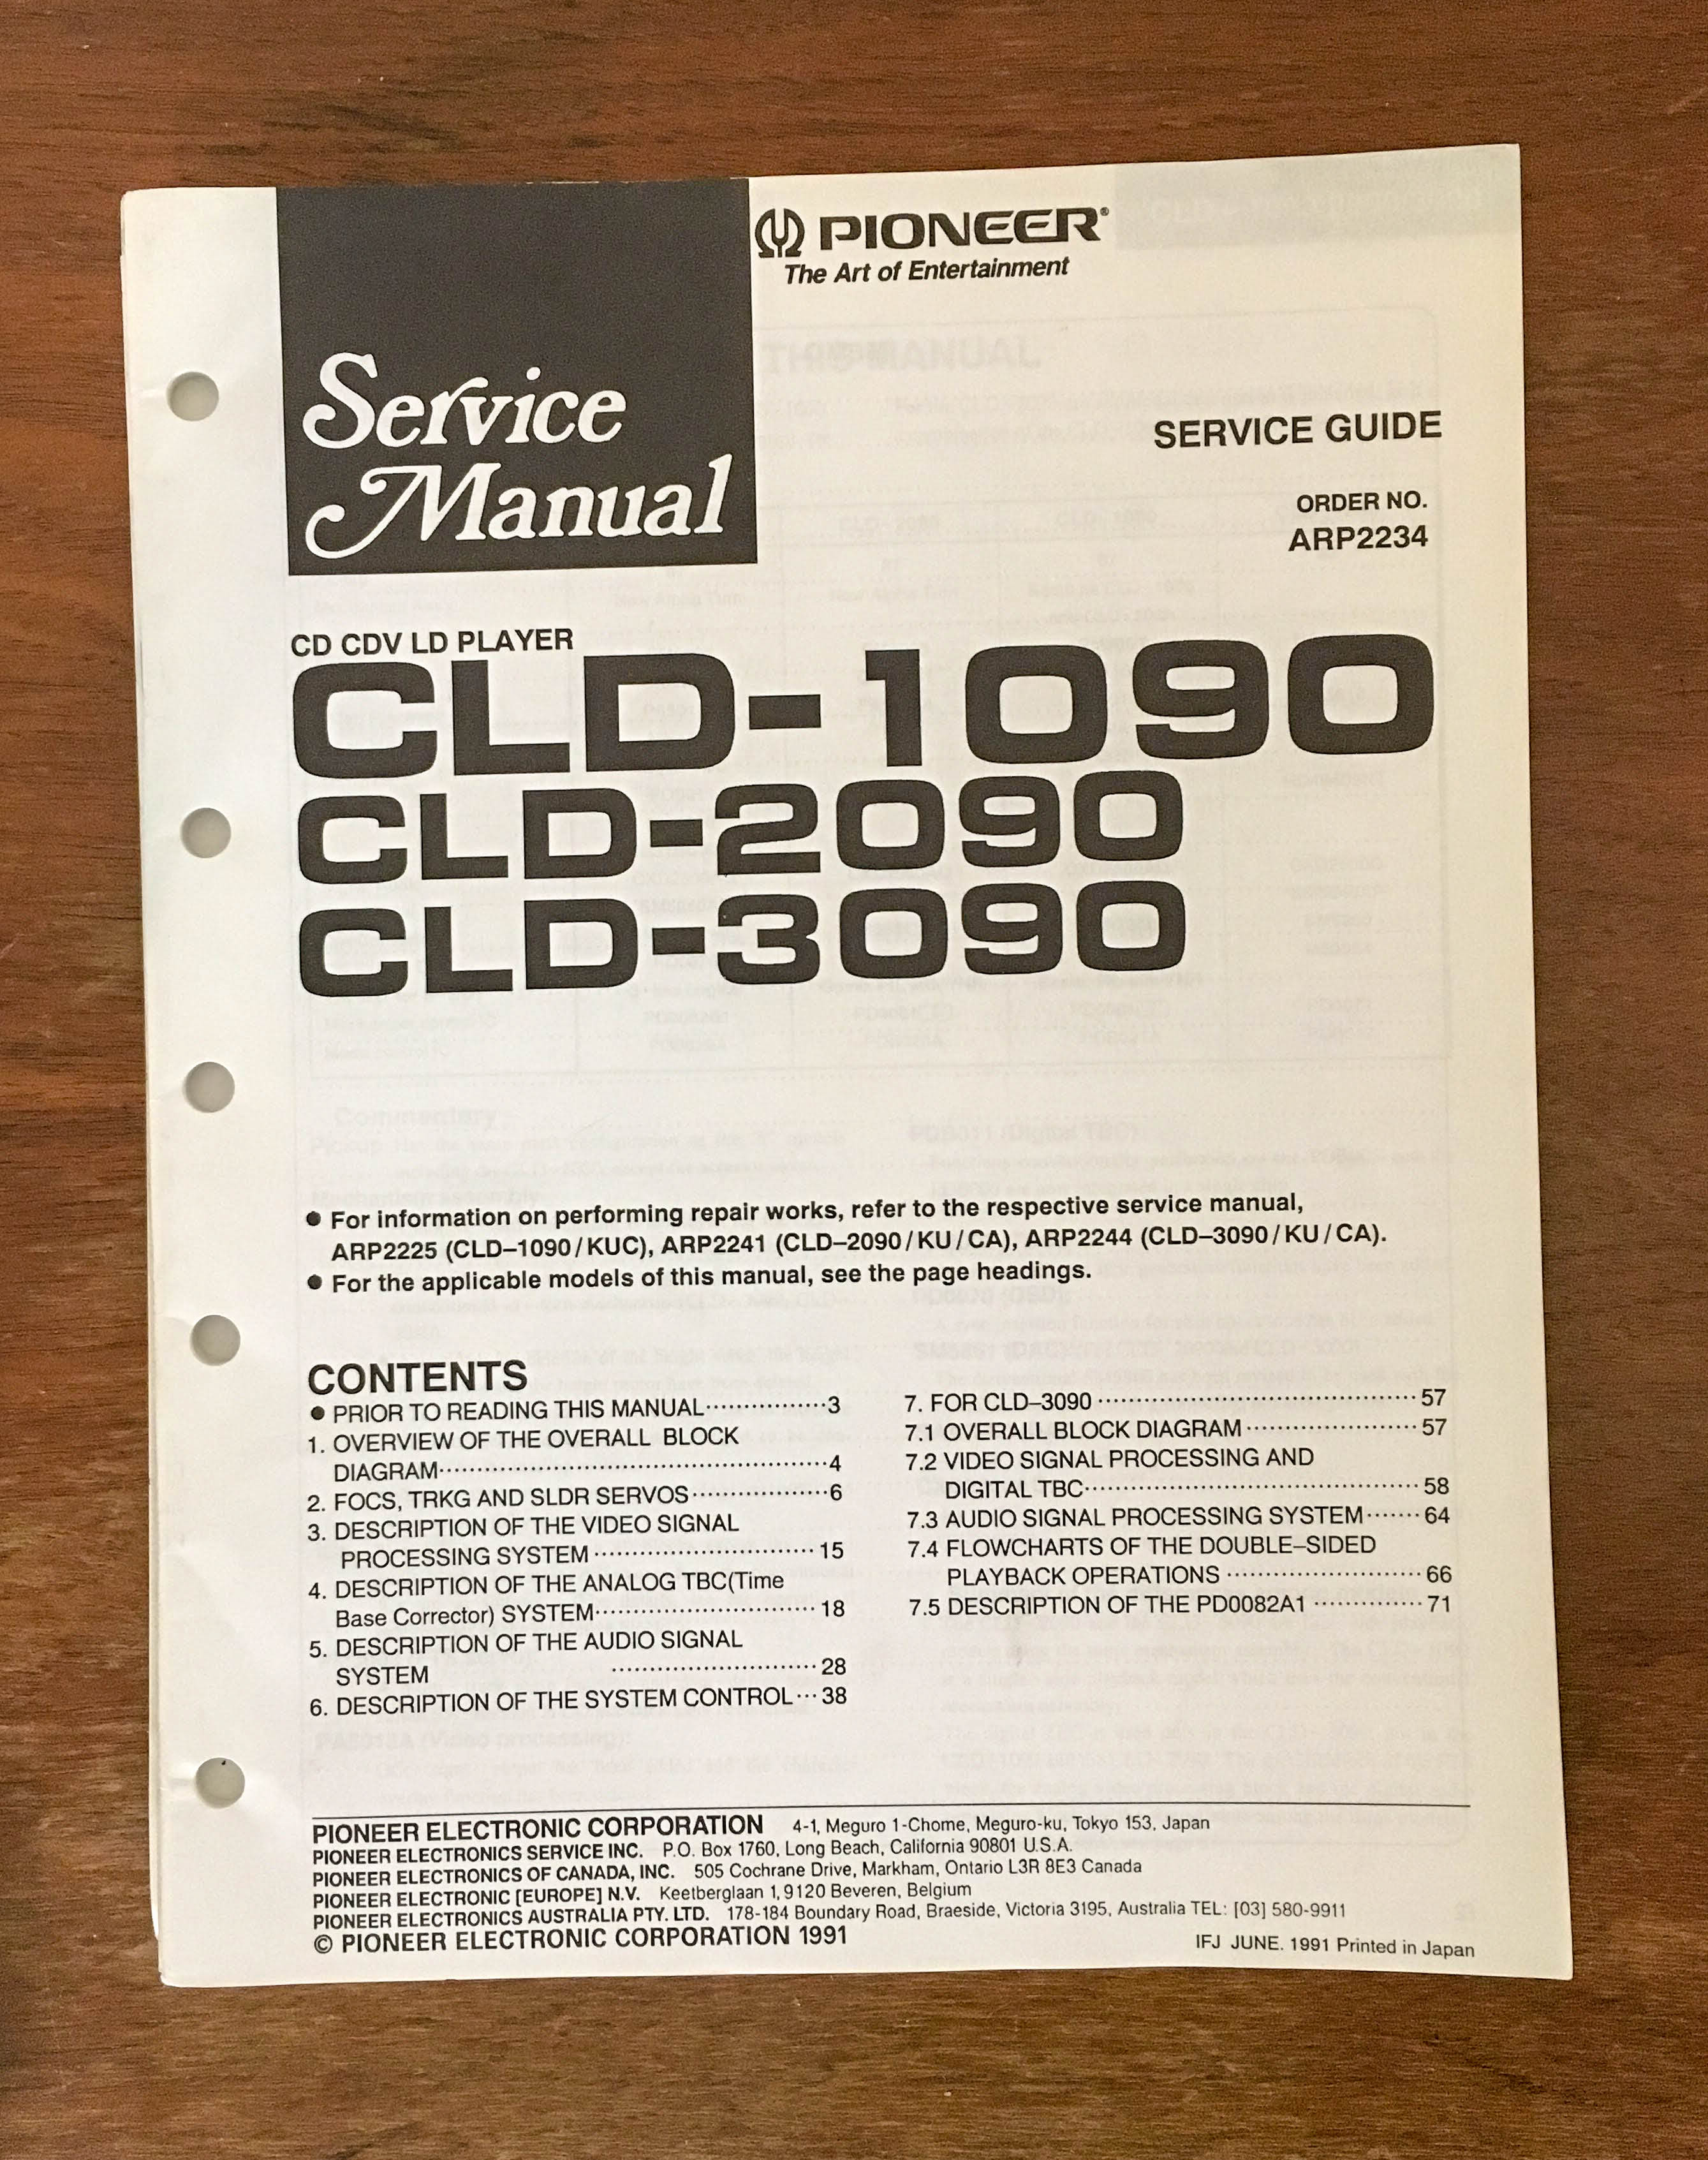 PIONEER®
The Art of Entertainment
Service
Manual
SERVICE GUIDE
ORDER NO.
ARP2234
CD CDV LD PLAYER
CLD-1090
CLD-2090
CLD-3090
● For information on performing repair works, refer to the respective service manual,
ARP2225 (CLD–1090/KUC), ARP2241 (CLD–2090/KU/CA), ARP2244 (CLD–3090/KU/CA).
● For the applicable models of this manual, see the page headings.
CONTENTS
● PRIOR TO READING THIS MANUAL················3
1. OVERVIEW OF THE OVERALL BLOCK
DIAGRAM················································4
2. FOCS, TRKG AND SLDR SERVOS·················6
3. DESCRIPTION OF THE VIDEO SIGNAL
PROCESSING SYSTEM···························15
4. DESCRIPTION OF THE ANALOG TBC(Time
Base Corrector) SYSTEM···························18
5. DESCRIPTION OF THE AUDIO SIGNAL
SYSTEM ··························28
6. DESCRIPTION OF THE SYSTEM CONTROL···38
7. FOR CLD–3090 ········································57
7.1 OVERALL BLOCK DIAGRAM······················57
7.2 VIDEO SIGNAL PROCESSING AND
DIGITAL TBC··········································58
7.3 AUDIO SIGNAL PROCESSING SYSTEM·······64
7.4 FLOWCHARTS OF THE DOUBLE–SIDED
PLAYBACK OPERATIONS ························66
7.5 DESCRIPTION OF THE PD0082A1 ··············71
PIONEER ELECTRONIC CORPORATION 4-1, Meguro 1-Chome, Meguro-ku, Tokyo 153, Japan
PIONEER ELECTRONICS SERVICE INC. P.O. Box 1760, Long Beach, California 90801 U.S.A.
PIONEER ELECTRONICS OF CANADA, INC. 505 Cochrane Drive, Markham, Ontario L3R 8E3 Canada
PIONEER ELECTRONIC [EUROPE] N.V. Keetberglaan 1, 9120 Beveren, Belgium
PIONEER ELECTRONICS AUSTRALIA PTY. LTD. 178-184 Boundary Road, Braeside, Victoria 3195, Australia TEL: [03] 580-9911
© PIONEER ELECTRONIC CORPORATION 1991
IFJ JUNE. 1991 Printed in Japan